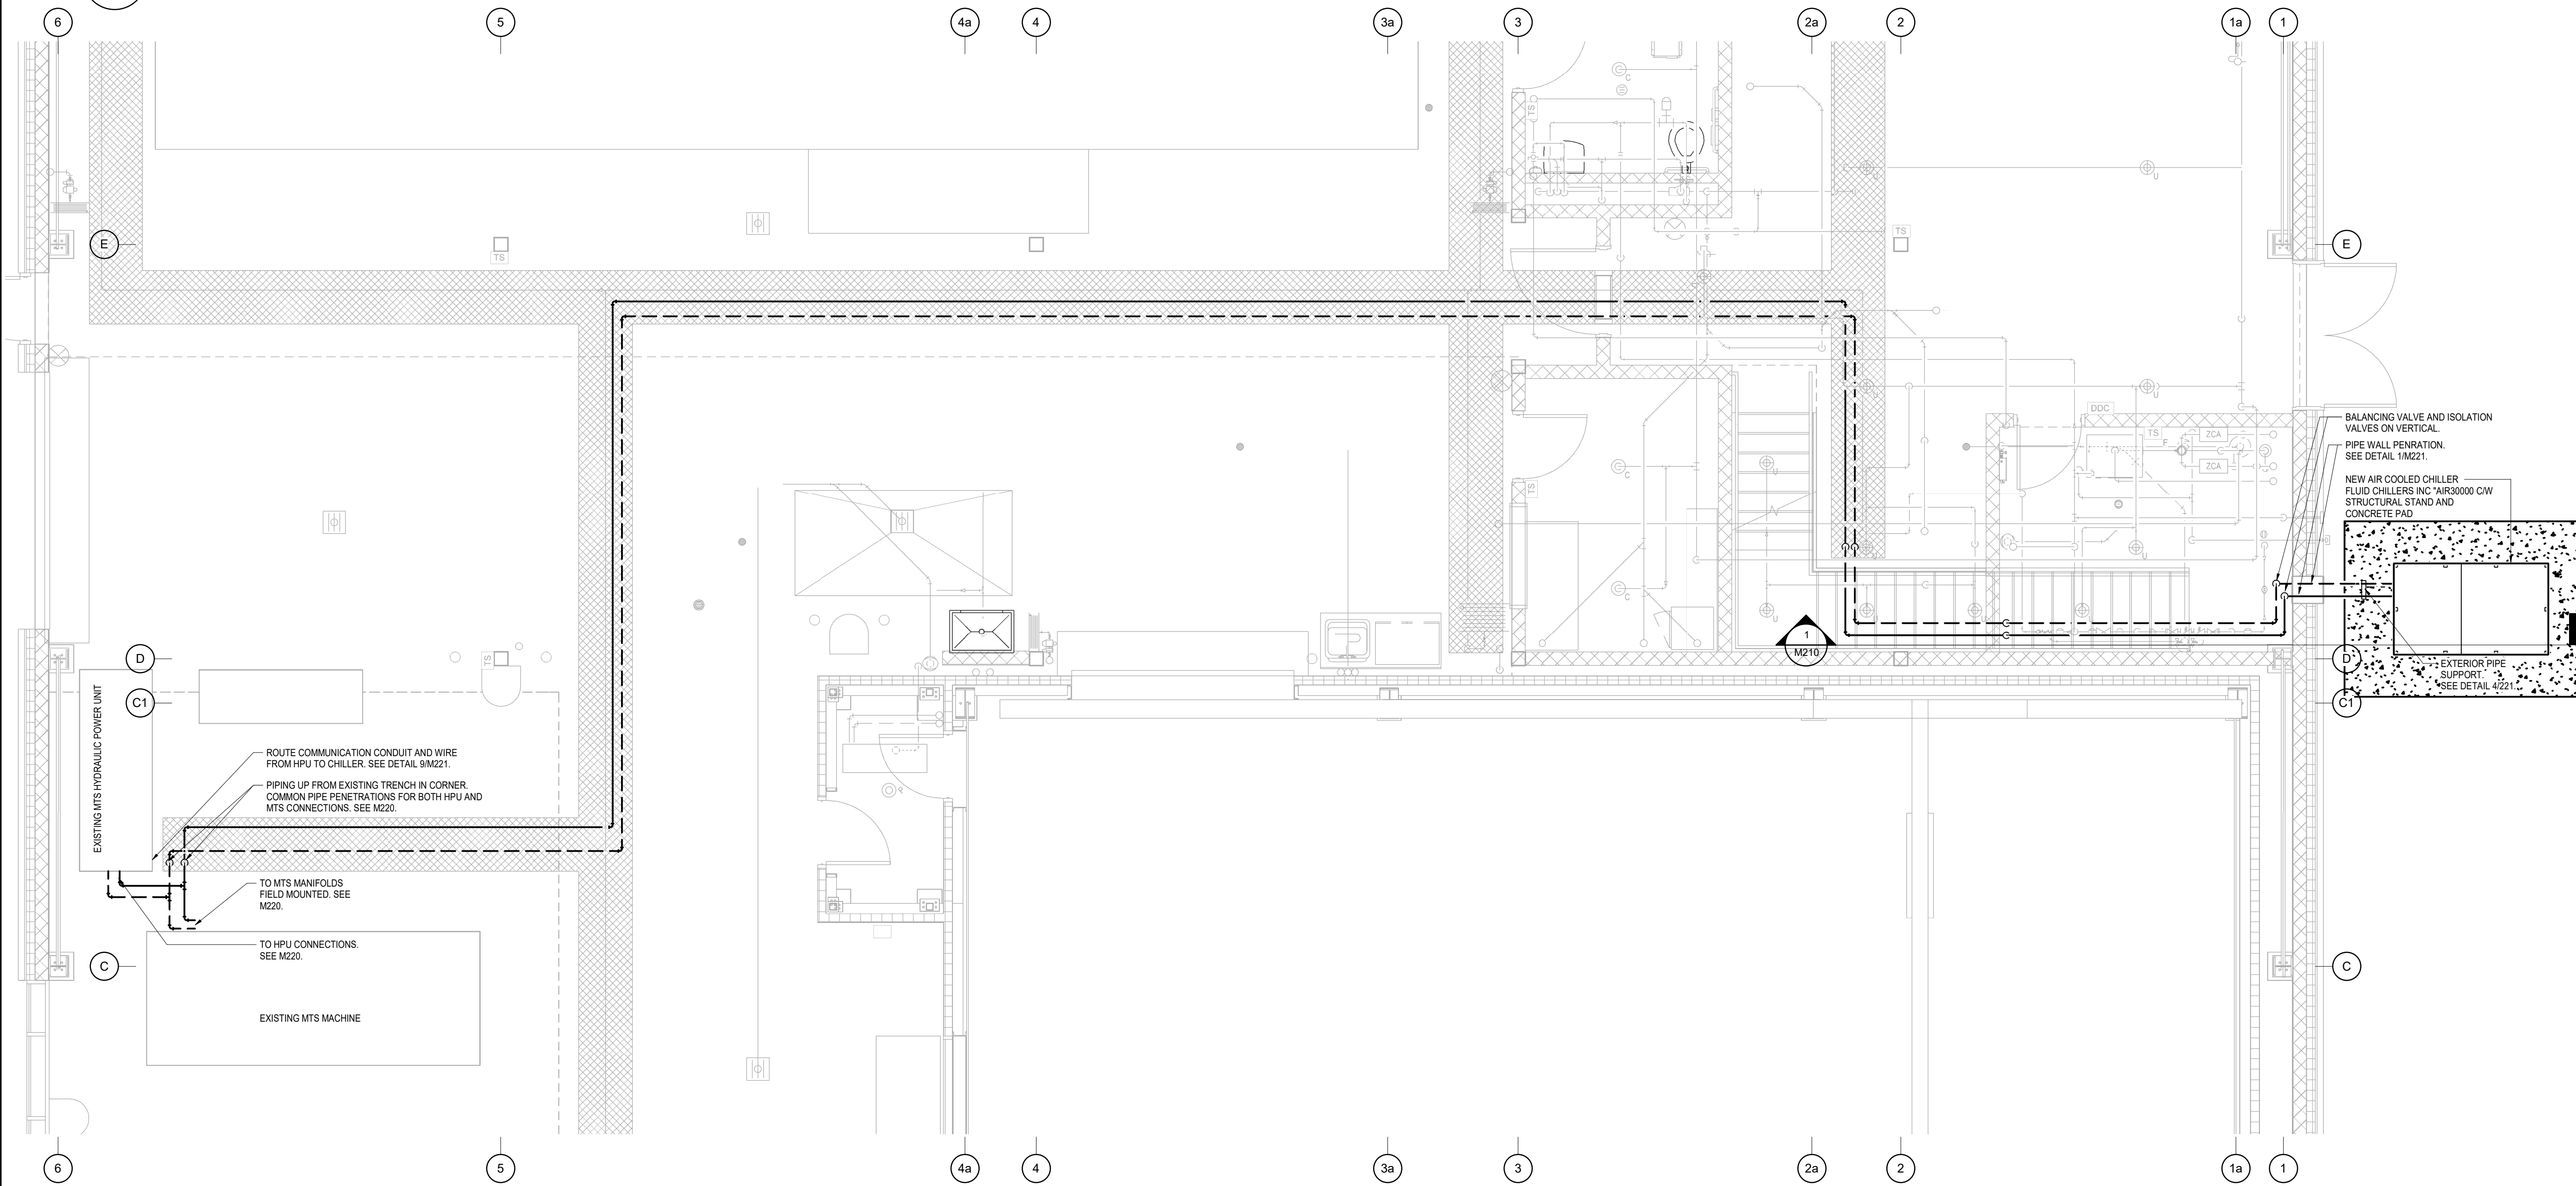 6
5
4a
4
3a
3
2a
2
1a
1
C
TS
E
TS
TS
U
U
E
U
U
DDC
TS
F
ZCA
ZCA
C
TS
U
U
C
U
U
U
U
BALANCING VALVE AND ISOLATION
VALVES ON VERTICAL.
PIPE WALL PENRATION.
SEE DETAIL 1/M221.
NEW AIR COOLED CHILLER
FLUID CHILLERS INC "AIR30000 C/W
STRUCTURAL STAND AND
CONCRETE PAD
1
M210
D
TS
D
EXTERIOR PIPE
SUPPORT.
SEE DETAIL 4/221.
C1
C1
EXISTING MTS HYDRAULIC POWER UNIT
ROUTE COMMUNICATION CONDUIT AND WIRE
FROM HPU TO CHILLER. SEE DETAIL 9/M221.
PIPING UP FROM EXISTING TRENCH IN CORNER.
COMMON PIPE PENETRATIONS FOR BOTH HPU AND
MTS CONNECTIONS. SEE M220.
TO MTS MANIFOLDS
FIELD MOUNTED. SEE
M220.
TO HPU CONNECTIONS.
SEE M220.
C
C
EXISTING MTS MACHINE
6
5
4a
4
3a
3
2a
2
1a
1